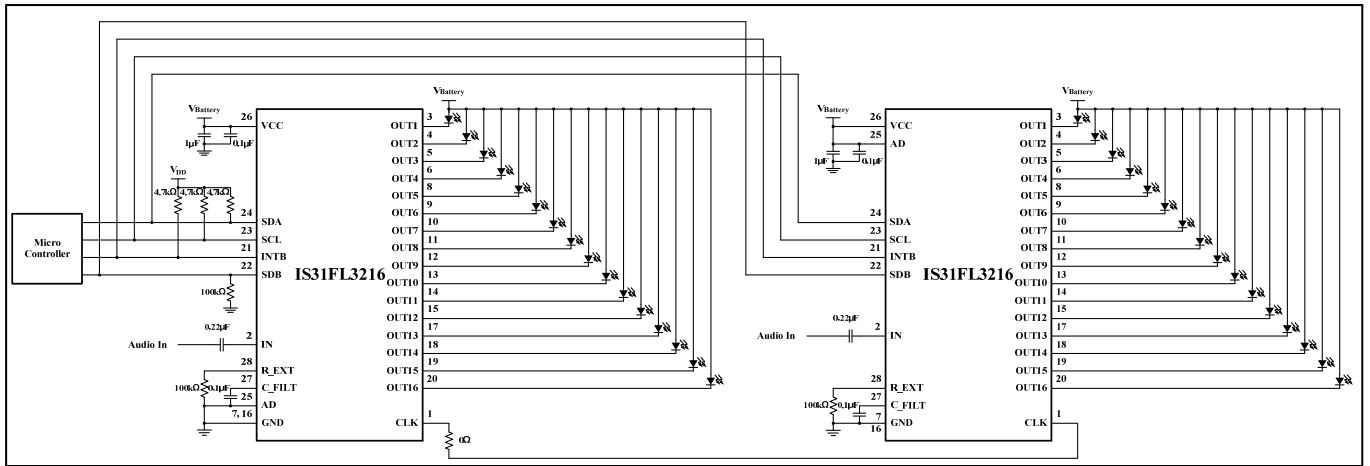 Micro
Controller
VBattery
1μF
0.1μF
VDD
4.7kΩ 4.7kΩ 4.7kΩ
100kΩ
0.22μF
Audio In
100kΩ
0.1μF
26 VCC
24 SDA
23 SCL
21 INTB
22 SDB
2 IN
28 R_EXT
27 C_FILT
25 AD
7, 16 GND
IS31FL3216
VBattery
OUT1 3
OUT2 4
OUT3 5
OUT4 6
OUT5 8
OUT6 9
OUT7 10
OUT8 11
OUT9 12
OUT10 13
OUT11 14
OUT12 15
OUT13 17
OUT14 18
OUT15 19
OUT16 20
CLK 1
0Ω
VBattery
1μF
0.1μF
0.22μF
Audio In
100kΩ
0.1μF
26 VCC
25 AD
24 SDA
23 SCL
21 INTB
22 SDB
2 IN
28 R_EXT
27 C_FILT
7 GND
16
IS31FL3216
VBattery
OUT1 3
OUT2 4
OUT3 5
OUT4 6
OUT5 8
OUT6 9
OUT7 10
OUT8 11
OUT9 12
OUT10 13
OUT11 14
OUT12 15
OUT13 17
OUT14 18
OUT15 19
OUT16 20
CLK 1